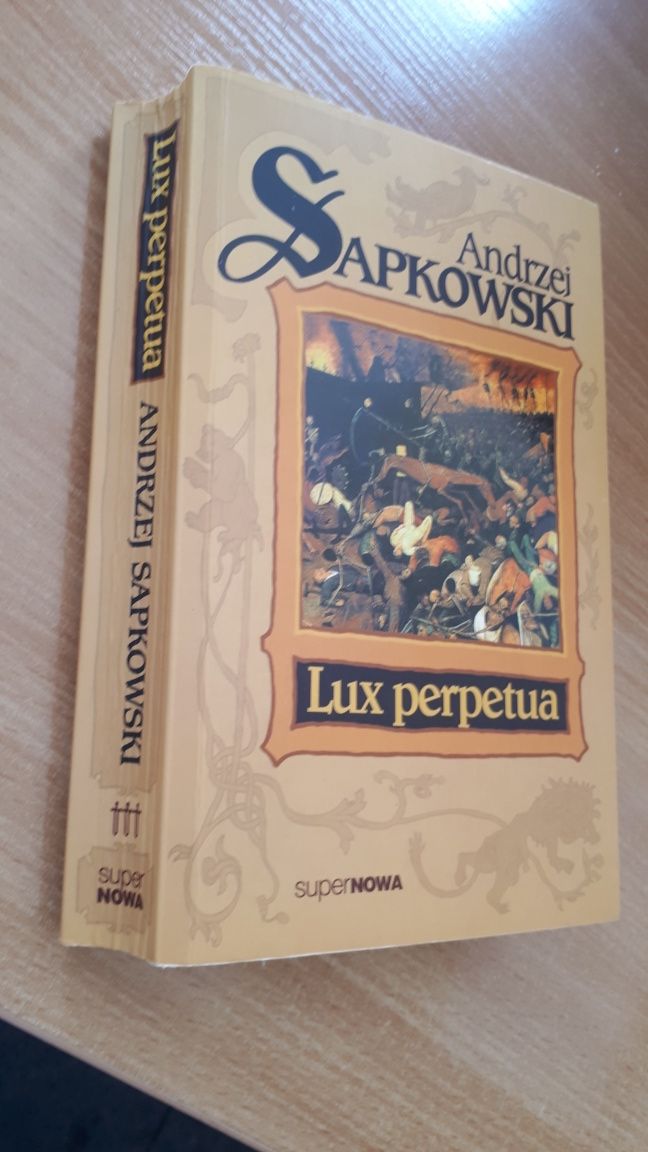 Andrzej
SAPKOWSKI
Lux perpetua
superNOWA
Lux perpetua
ANDRZEJ SAPKOWSKI
super
NOWA